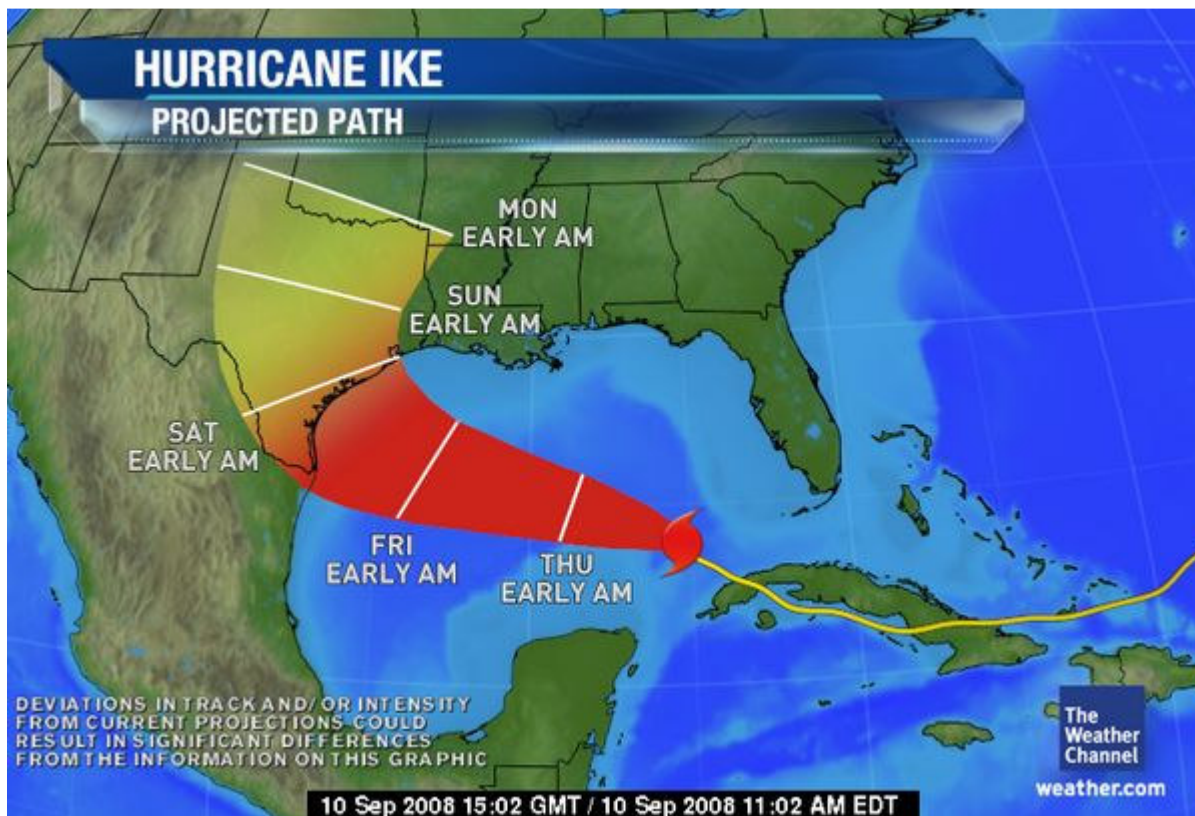 HURRICANE IKE
PROJECTED PATH
MON
EARLY AM
SUN
EARLY AM
SAT
EARLY AM
FRI
EARLY AM
THU
EARLY AM
DEVIATIONS IN TRACK AND/OR INTENSITY
FROM CURRENT PROJECTIONS COULD
RESULT IN SIGNIFICANT DIFFERENCES
FROM THE INFORMATION ON THIS GRAPHIC
The
Weather
Channel
weather.com
10 Sep 2008 15:02 GMT / 10 Sep 2008 11:02 AM EDT